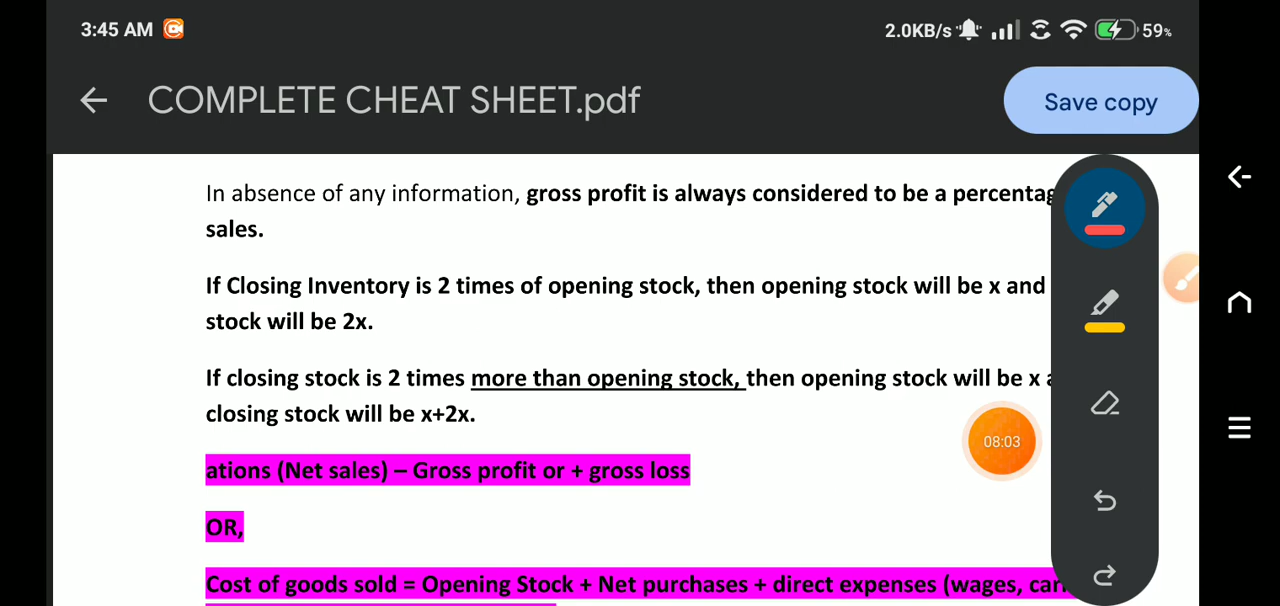 3:45 AM
2.0KB/s 59%
COMPLETE CHEAT SHEET.pdf
Save copy
In absence of any information, gross profit is always considered to be a
sales.
If Closing Inventory is 2 times of opening stock, then opening stock will be x and
stock will be 2x.
If closing stock is 2 times more than opening stock, then opening stock will be x
closing stock will be x+2x.
08:03
ations (Net sales) – Gross profit or + gross loss
OR,
Cost of goods sold = Opening Stock + Net purchases + direct expenses (wages,